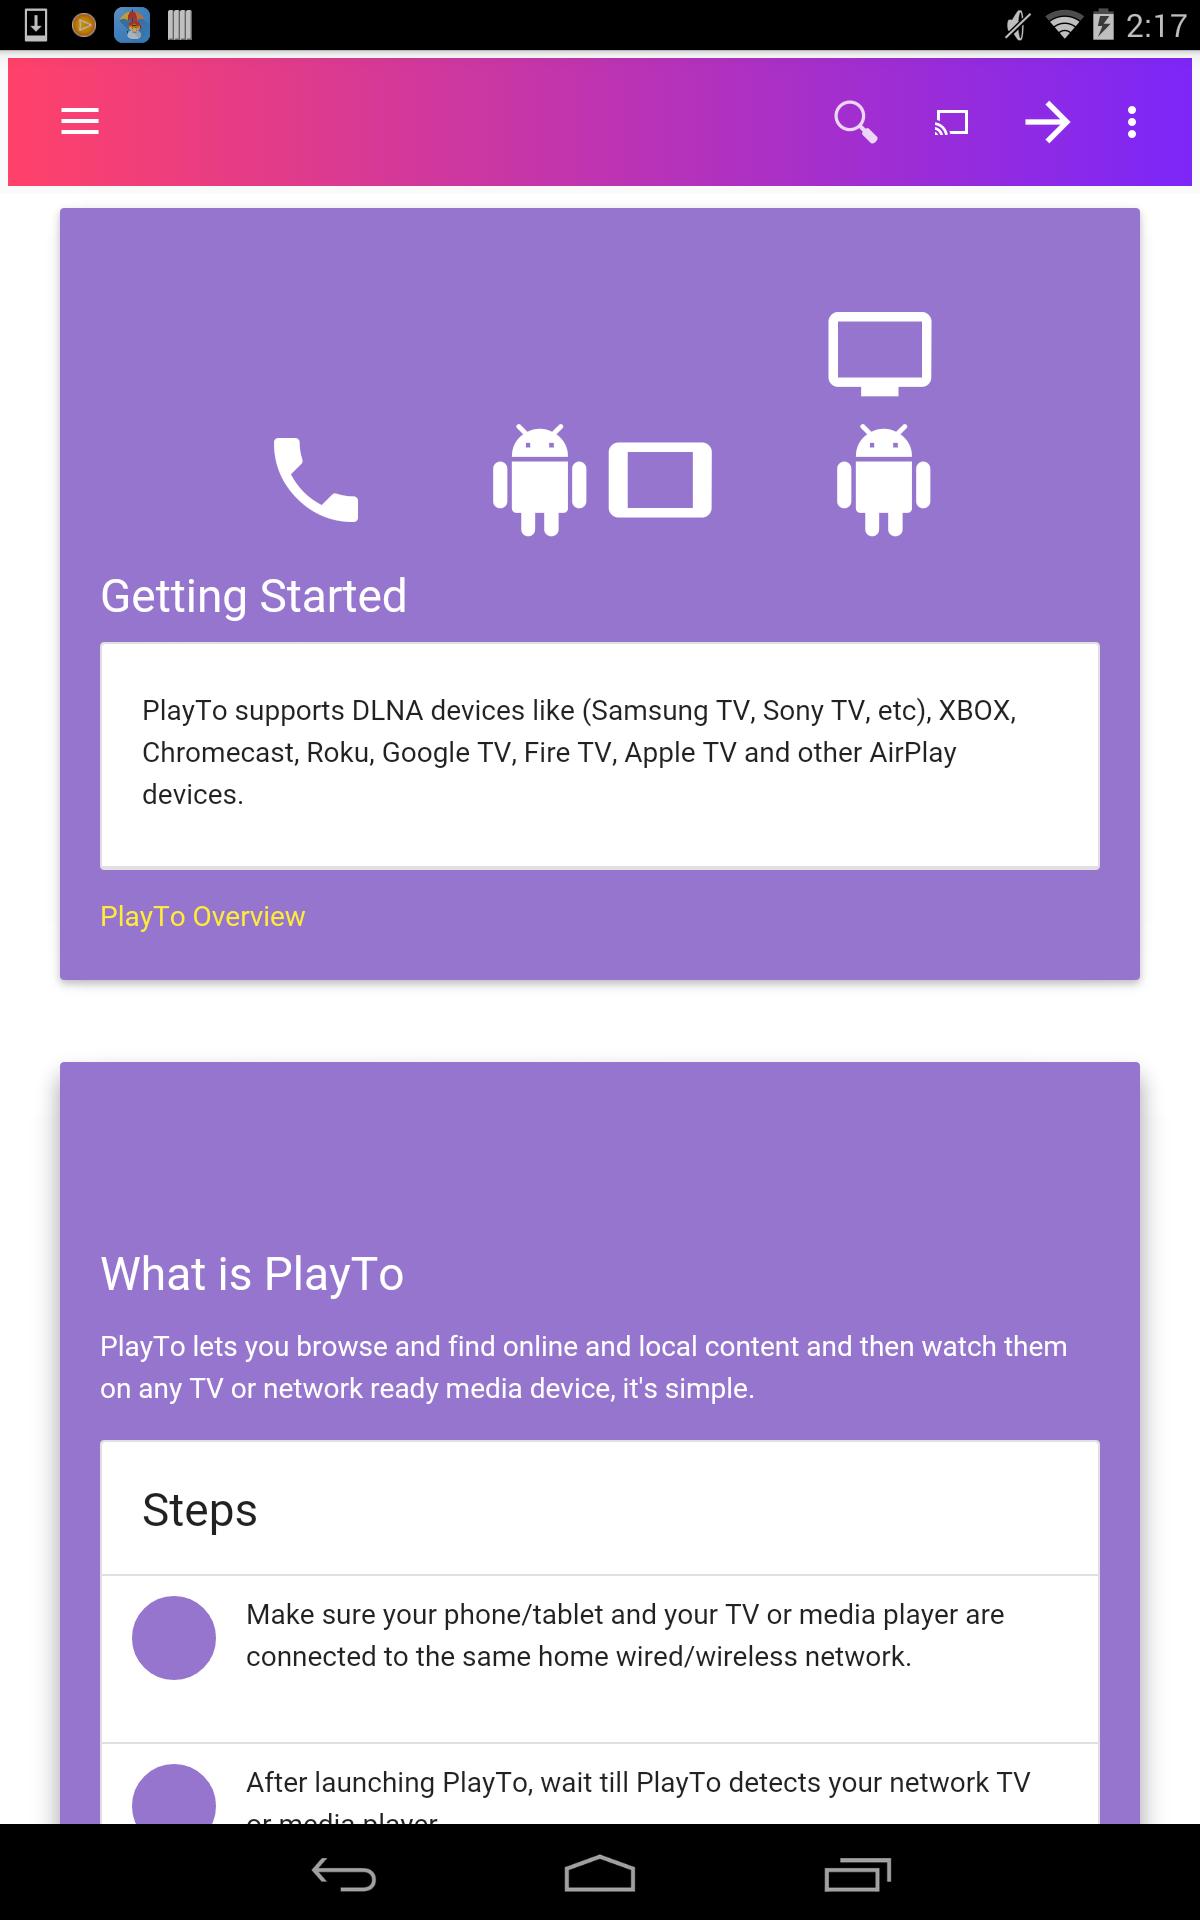 2:17
Getting Started
PlayTo supports DLNA devices like (Samsung TV, Sony TV, etc), XBOX,
Chromecast, Roku, Google TV, Fire TV, Apple TV and other AirPlay
devices.
PlayTo Overview
What is PlayTo
PlayTo lets you browse and find online and local content and then watch them
on any TV or network ready media device, it's simple.
Steps
Make sure your phone/tablet and your TV or media player are
connected to the same home wired/wireless network.
After launching PlayTo, wait till PlayTo detects your network TV
or media player